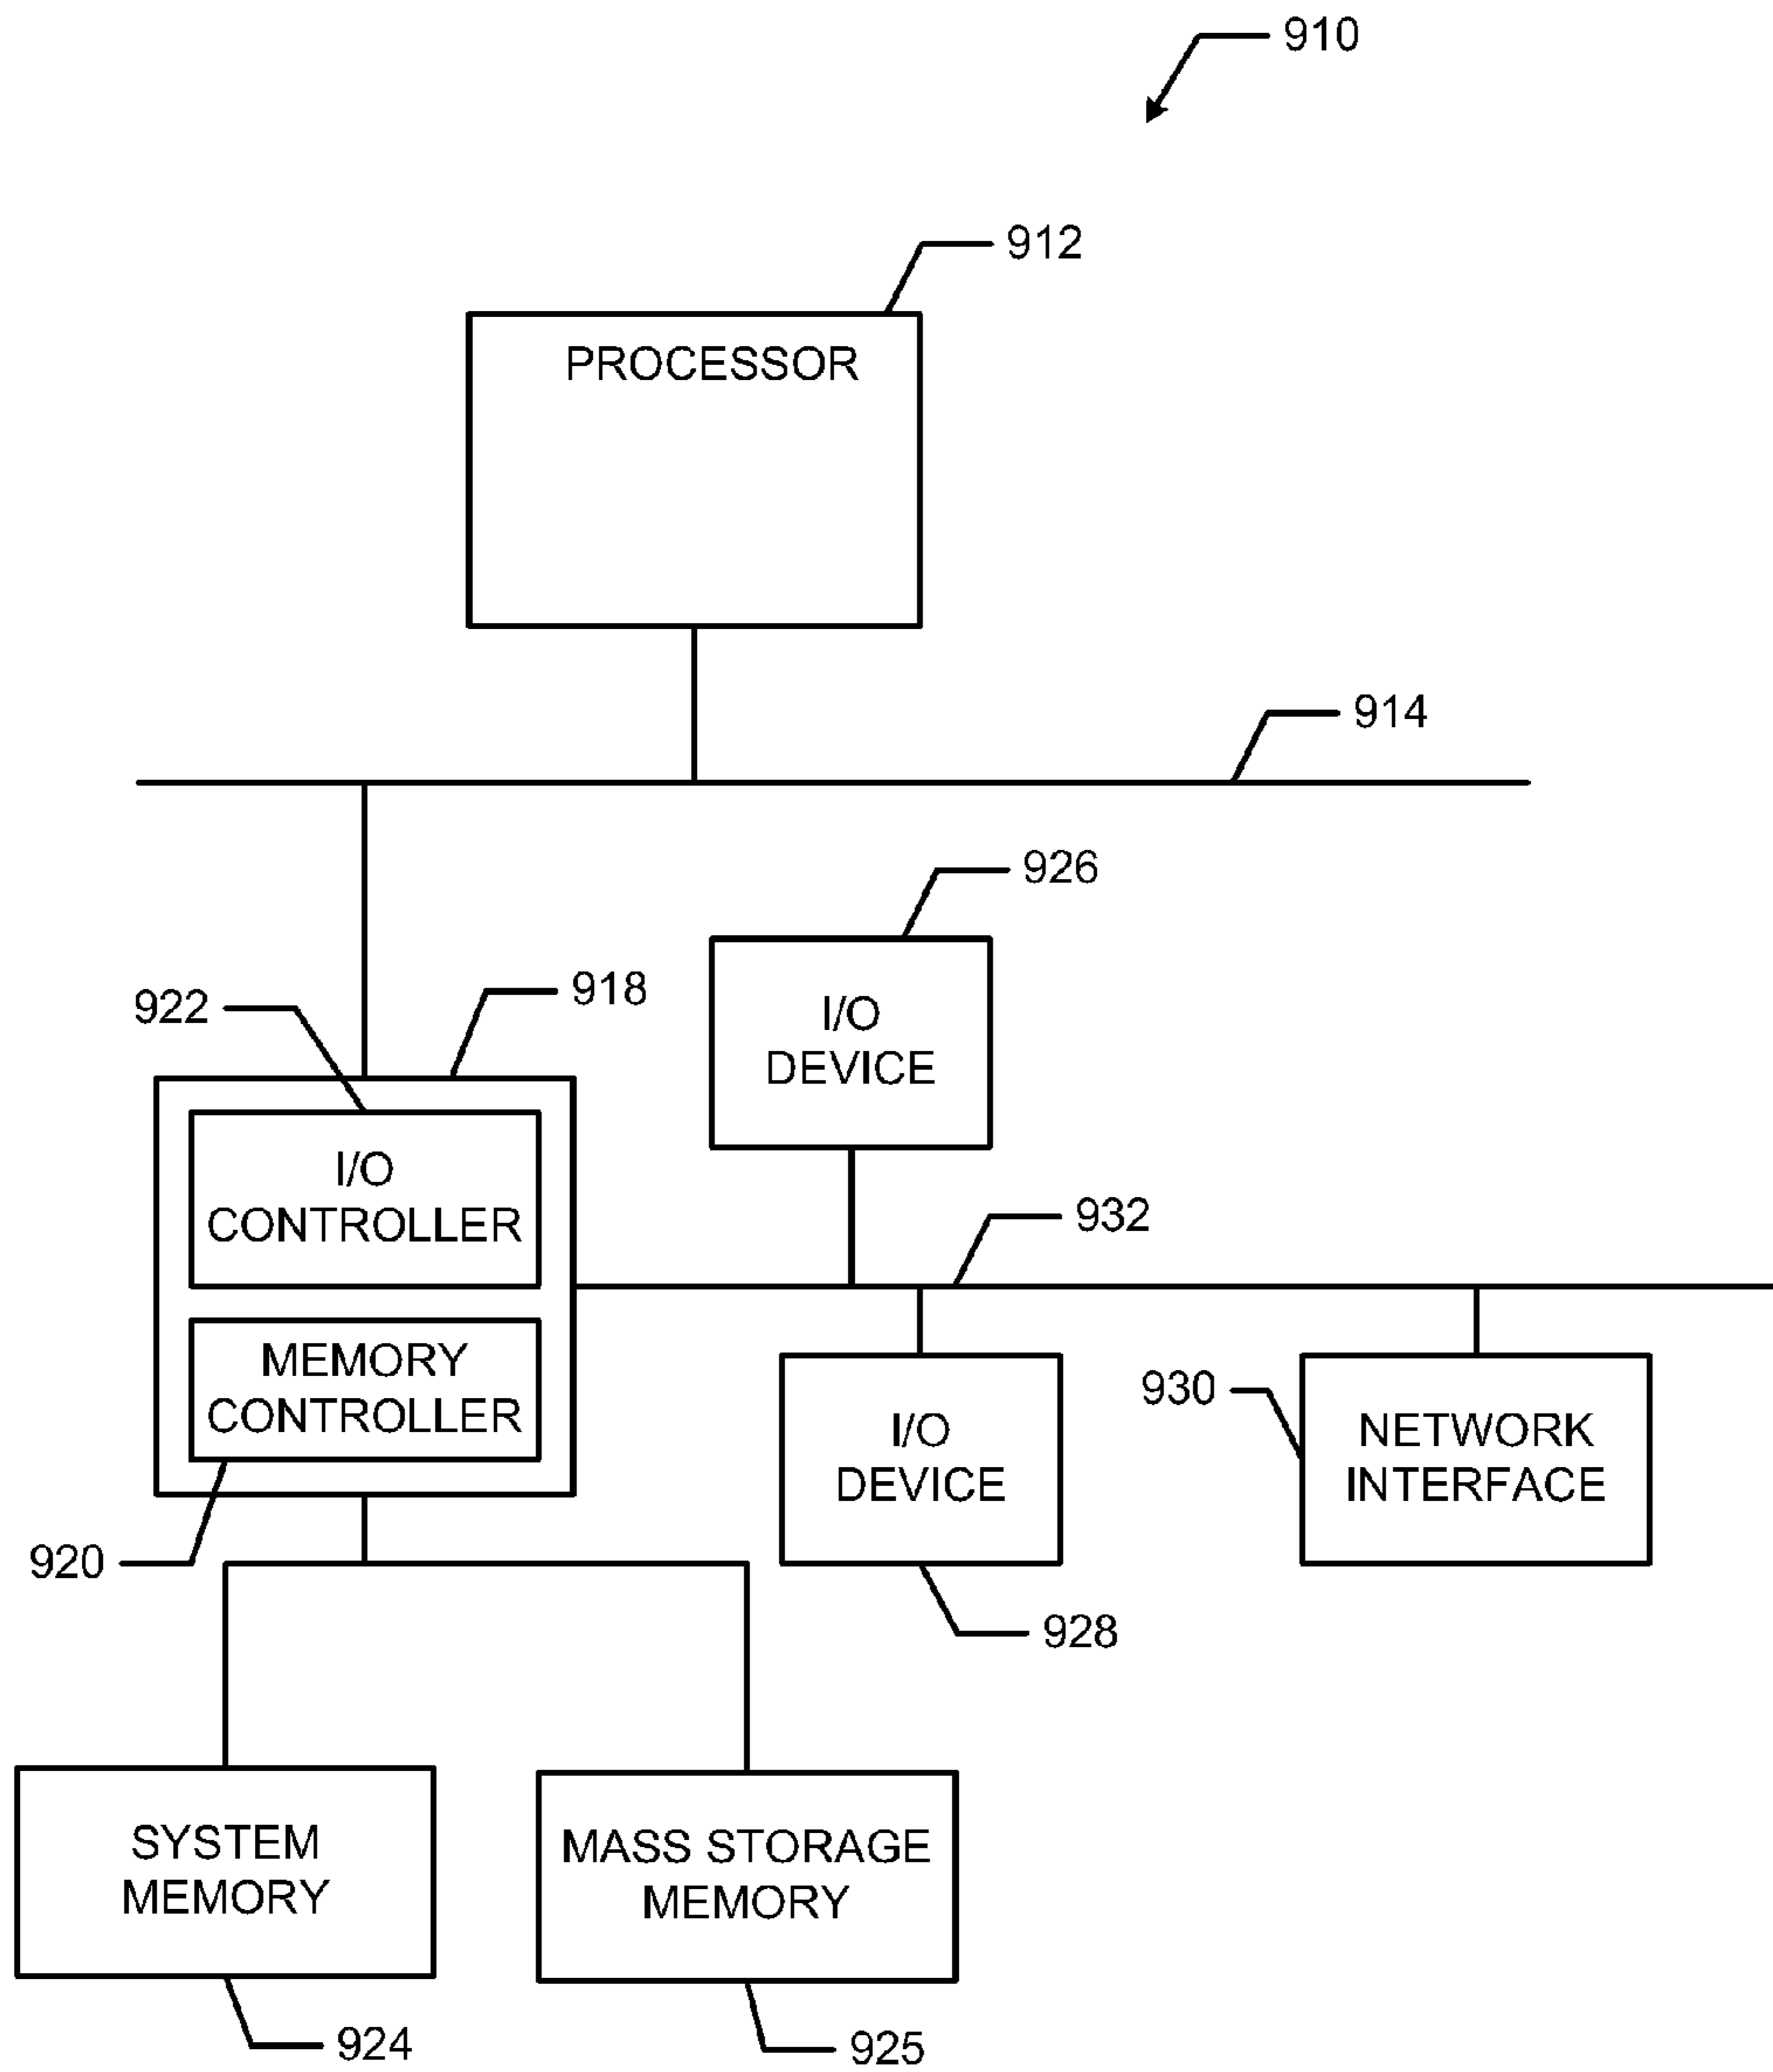 910
912
PROCESSOR
914
926
918
922
I/O
DEVICE
I/O
CONTROLLER
932
MEMORY
CONTROLLER
930
I/O
DEVICE
NETWORK
INTERFACE
920
928
SYSTEM
MEMORY
MASS STORAGE
MEMORY
924
925